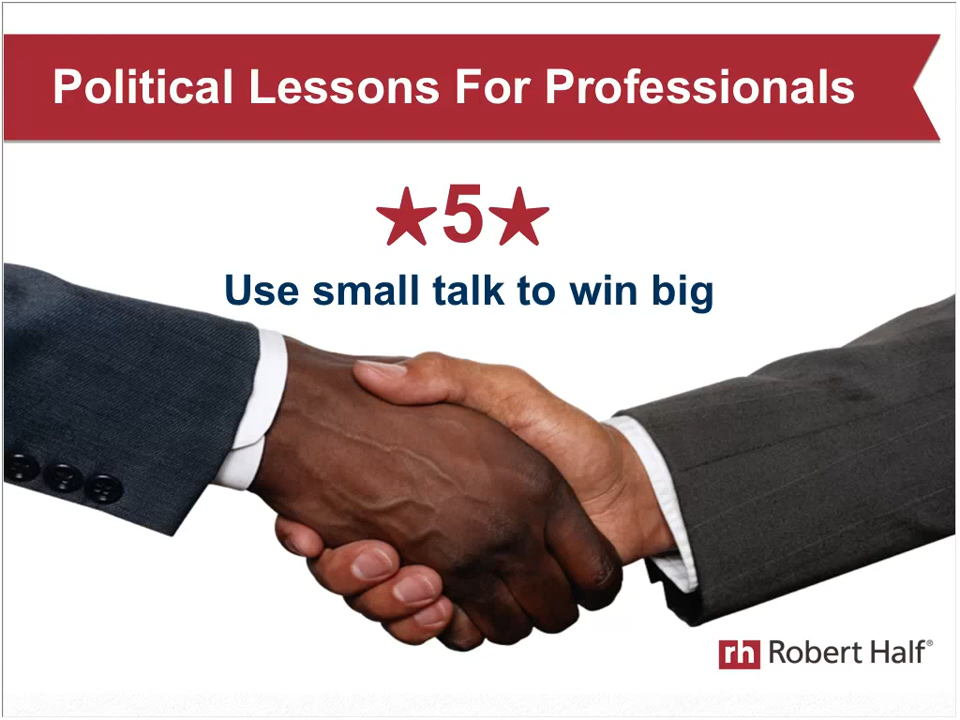 Political Lessons For Professionals
★5★
Use small talk to win big
rh Robert Half®